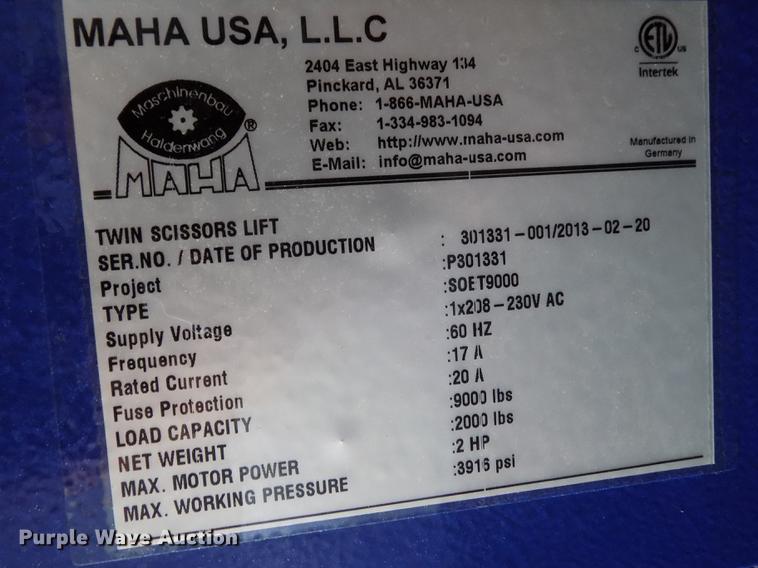 MAHA USA, L.L.C
2404 East Highway 134
Pinckard, AL 36371
Phone: 1-866-MAHA-USA
Fax: 1-334-983-1094
Web: http://www.maha-usa.com
E-Mail: info@maha-usa.com
C ETL US
Intertek
Manufactured in
Germany
Maschinenbau
Haldenwang
MAHA ®
TWIN SCISSORS LIFT
SER.NO. / DATE OF PRODUCTION : 301331-001/2013-02-20
Project :P301331
TYPE :SOET9000
Supply Voltage :1x208-230V AC
Frequency :60 HZ
Rated Current :17 A
Fuse Protection :20 A
LOAD CAPACITY :9000 lbs
NET WEIGHT :2000 lbs
MAX. MOTOR POWER :2 HP
MAX. WORKING PRESSURE :3916 psi
Purple Wave Auction